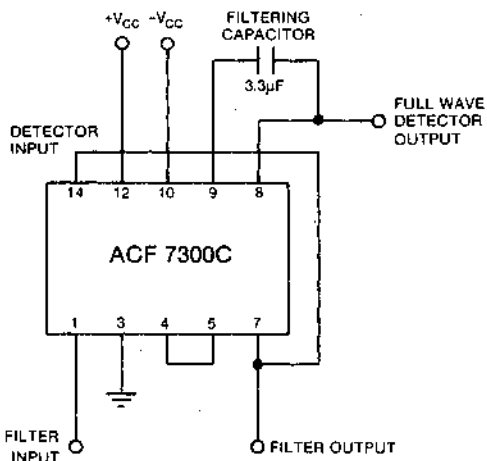 +VCC -VCC
FILTERING
CAPACITOR
3.3µF
FULL WAVE
DETECTOR
OUTPUT
DETECTOR
INPUT
14 12 10 9 8
ACF 7300C
1 3 4 5 7
FILTER
INPUT
FILTER OUTPUT